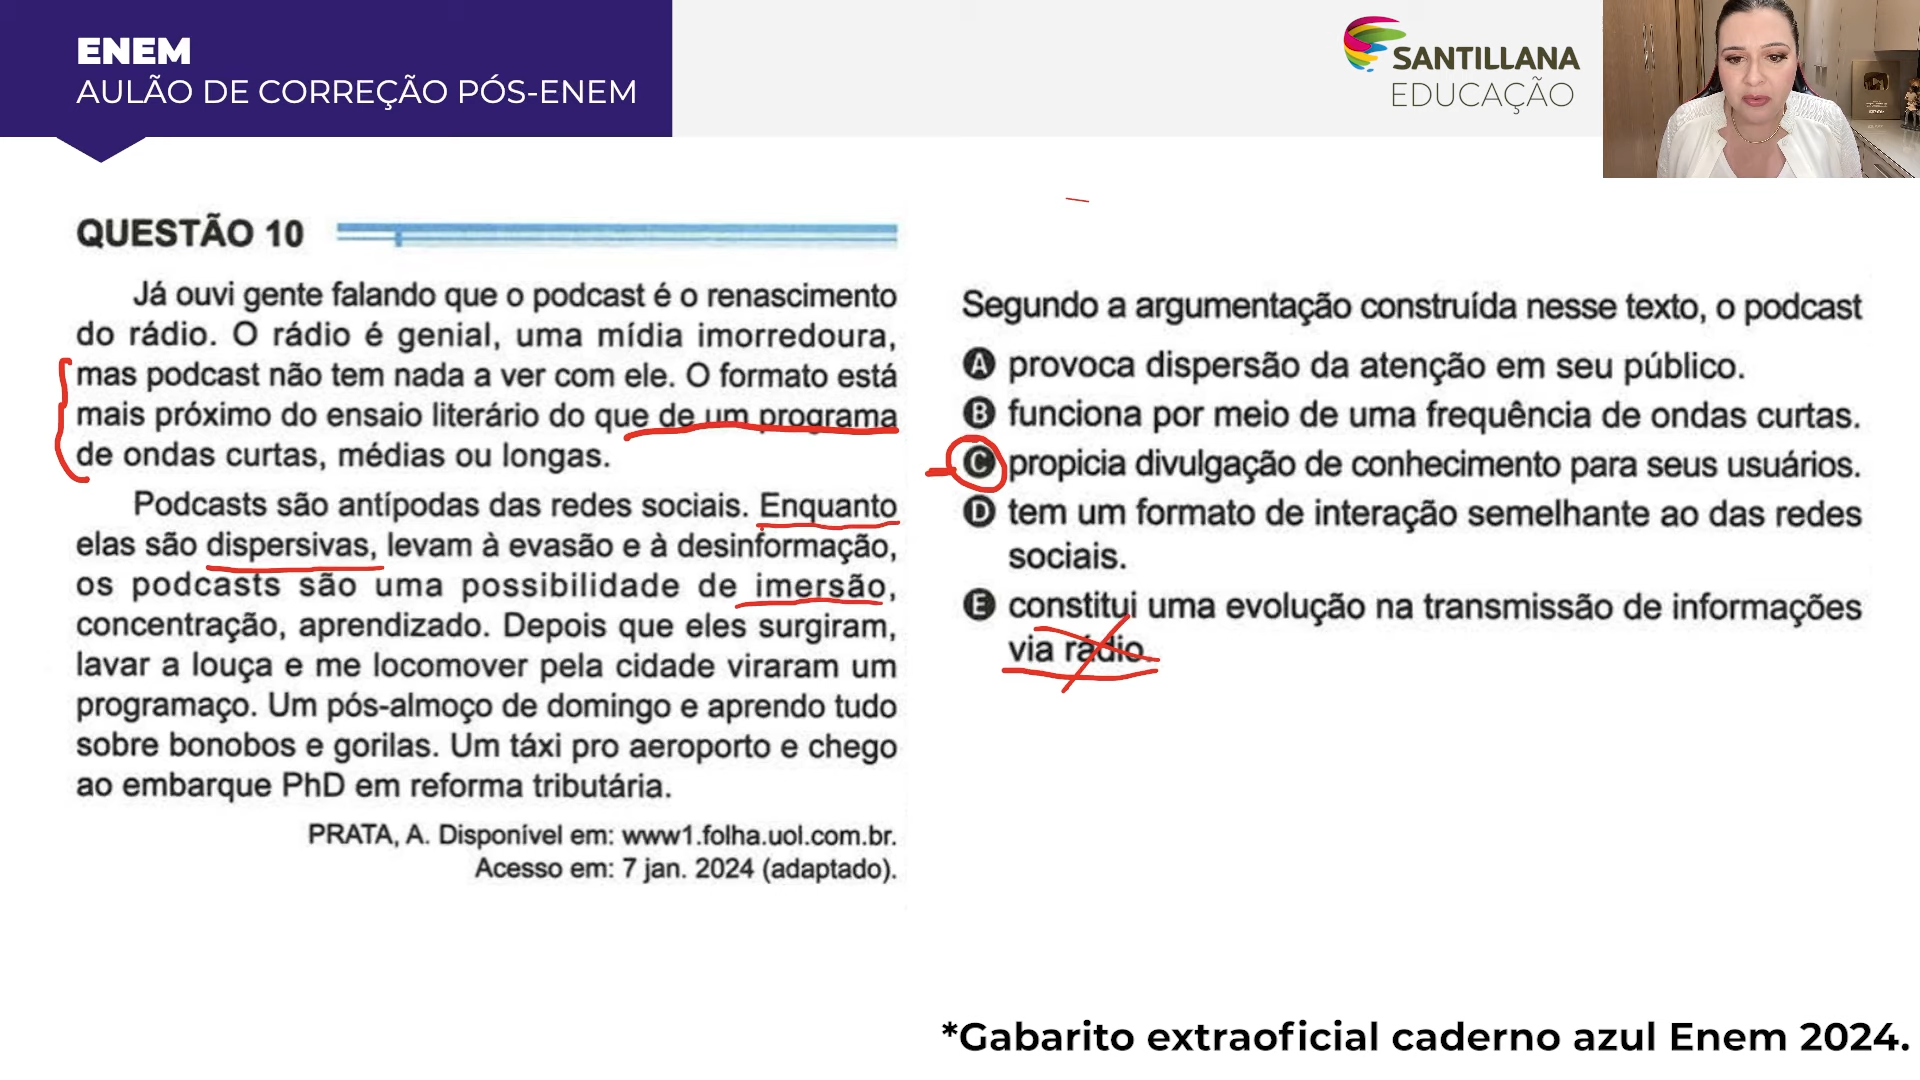 ENEM
AULÃO DE CORREÇÃO PÓS-ENEM
SANTILLANA
EDUCAÇÃO
QUESTÃO 10
Já ouvi gente falando que o podcast é o renascimento
do rádio. O rádio é genial, uma mídia imorredoura,
mas podcast não tem nada a ver com ele. O formato está
mais próximo do ensaio literário do que de um programa
de ondas curtas, médias ou longas.
Podcasts são antípodas das redes sociais. Enquanto
elas são dispersivas, levam à evasão e à desinformação,
os podcasts são uma possibilidade de imersão,
concentração, aprendizado. Depois que eles surgiram,
lavar a louça e me locomover pela cidade viraram um
programaço. Um pós-almoço de domingo e aprendo tudo
sobre bonobos e gorilas. Um táxi pro aeroporto e chego
ao embarque PhD em reforma tributária.
PRATA, A. Disponível em: www1.folha.uol.com.br.
Acesso em: 7 jan. 2024 (adaptado).
Segundo a argumentação construída nesse texto, o podcast
A provoca dispersão da atenção em seu público.
B funciona por meio de uma frequência de ondas curtas.
C propicia divulgação de conhecimento para seus usuários.
D tem um formato de interação semelhante ao das redes
sociais.
E constitui uma evolução na transmissão de informações
via rádio.
*Gabarito extraoficial caderno azul Enem 2024.